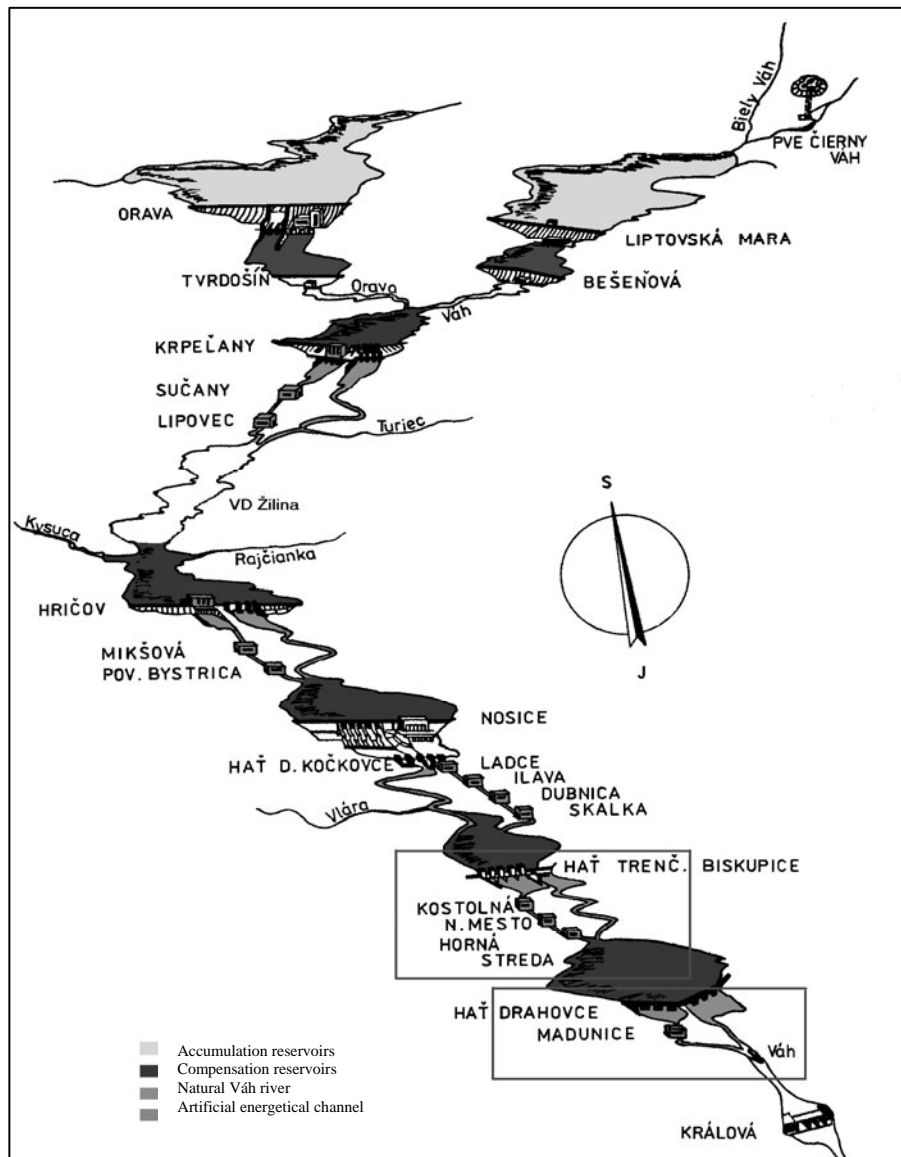 Biely Váh
PVE ČIERNY
VÁH
ORAVA
LIPTOVSKÁ MARA
TVRDOŠÍN
Orava
BEŠEŇOVÁ
Váh
KRPEĽANY
SUČANY
LIPOVEC
Turiec
S
VD Žilina
Kysuca
Rajčianka
HRIČOV
MIKŠOVÁ
POV. BYSTRICA
J
NOSICE
HAŤ D. KOČKOVCE
LADCE
ILAVA
DUBNICA
SKALKA
Vlára
HAŤ TRENČ. BISKUPICE
KOSTOLNÁ
N. MESTO
HORNÁ
STREDA
HAŤ DRAHOVCE
MADUNICE
Váh
Accumulation reservoirs
Compensation reservoirs
Natural Váh river
Artificial energetical channel
KRÁLOVÁ